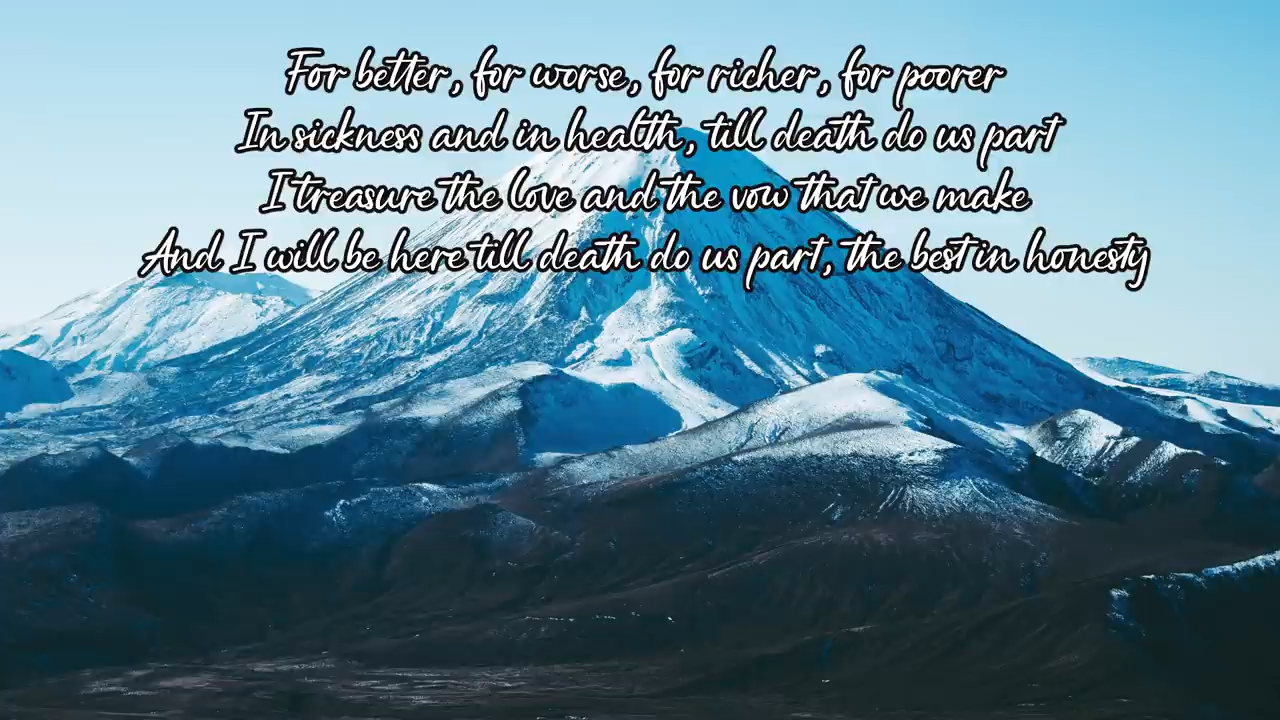 For better, for worse, for richer, for poorer
In sickness and in health, till death do us part
I treasure the love and the vow that we make
And I will be here till death do us part, the best in honesty